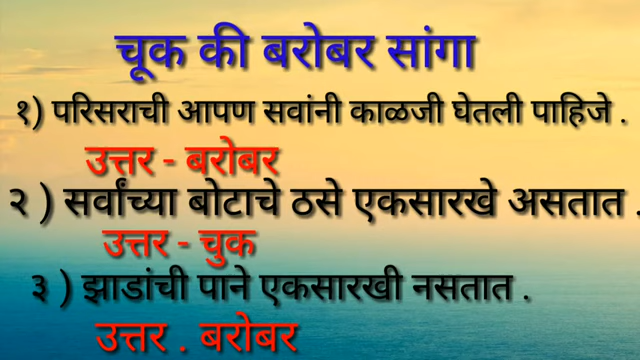 चूक की बरोबर सांगा
१) परिसराची आपण सवांनी काळजी घेतली पाहिजे .
उत्तर - बरोबर
२ ) सर्वांच्या बोटाचे ठसे एकसारखे असतात .
उत्तर - चुक
३ ) झाडांची पाने एकसारखी नसतात .
उत्तर . बरोबर